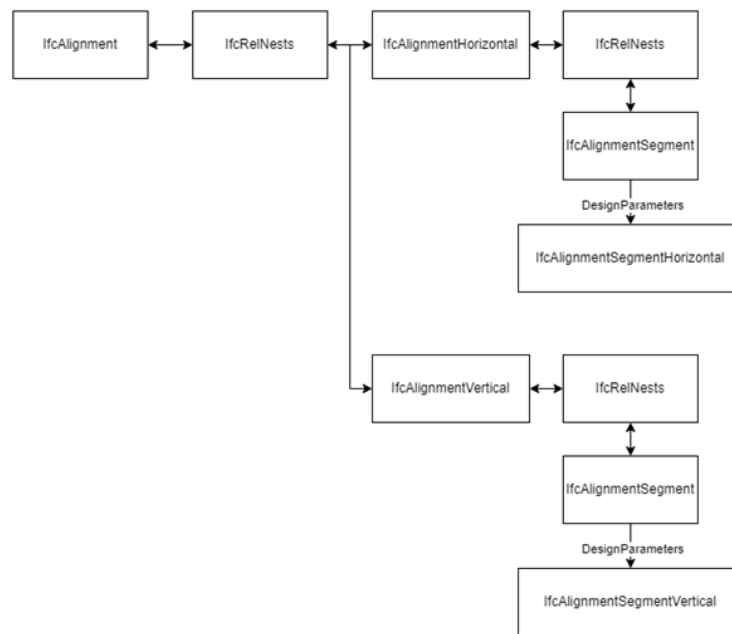 IfcAlignment
IfcRelNests
IfcAlignmentHorizontal
IfcRelNests
IfcAlignmentSegment
DesignParameters
IfcAlignmentSegmentHorizontal
IfcAlignmentVertical
IfcRelNests
IfcAlignmentSegment
DesignParameters
IfcAlignmentSegmentVertical